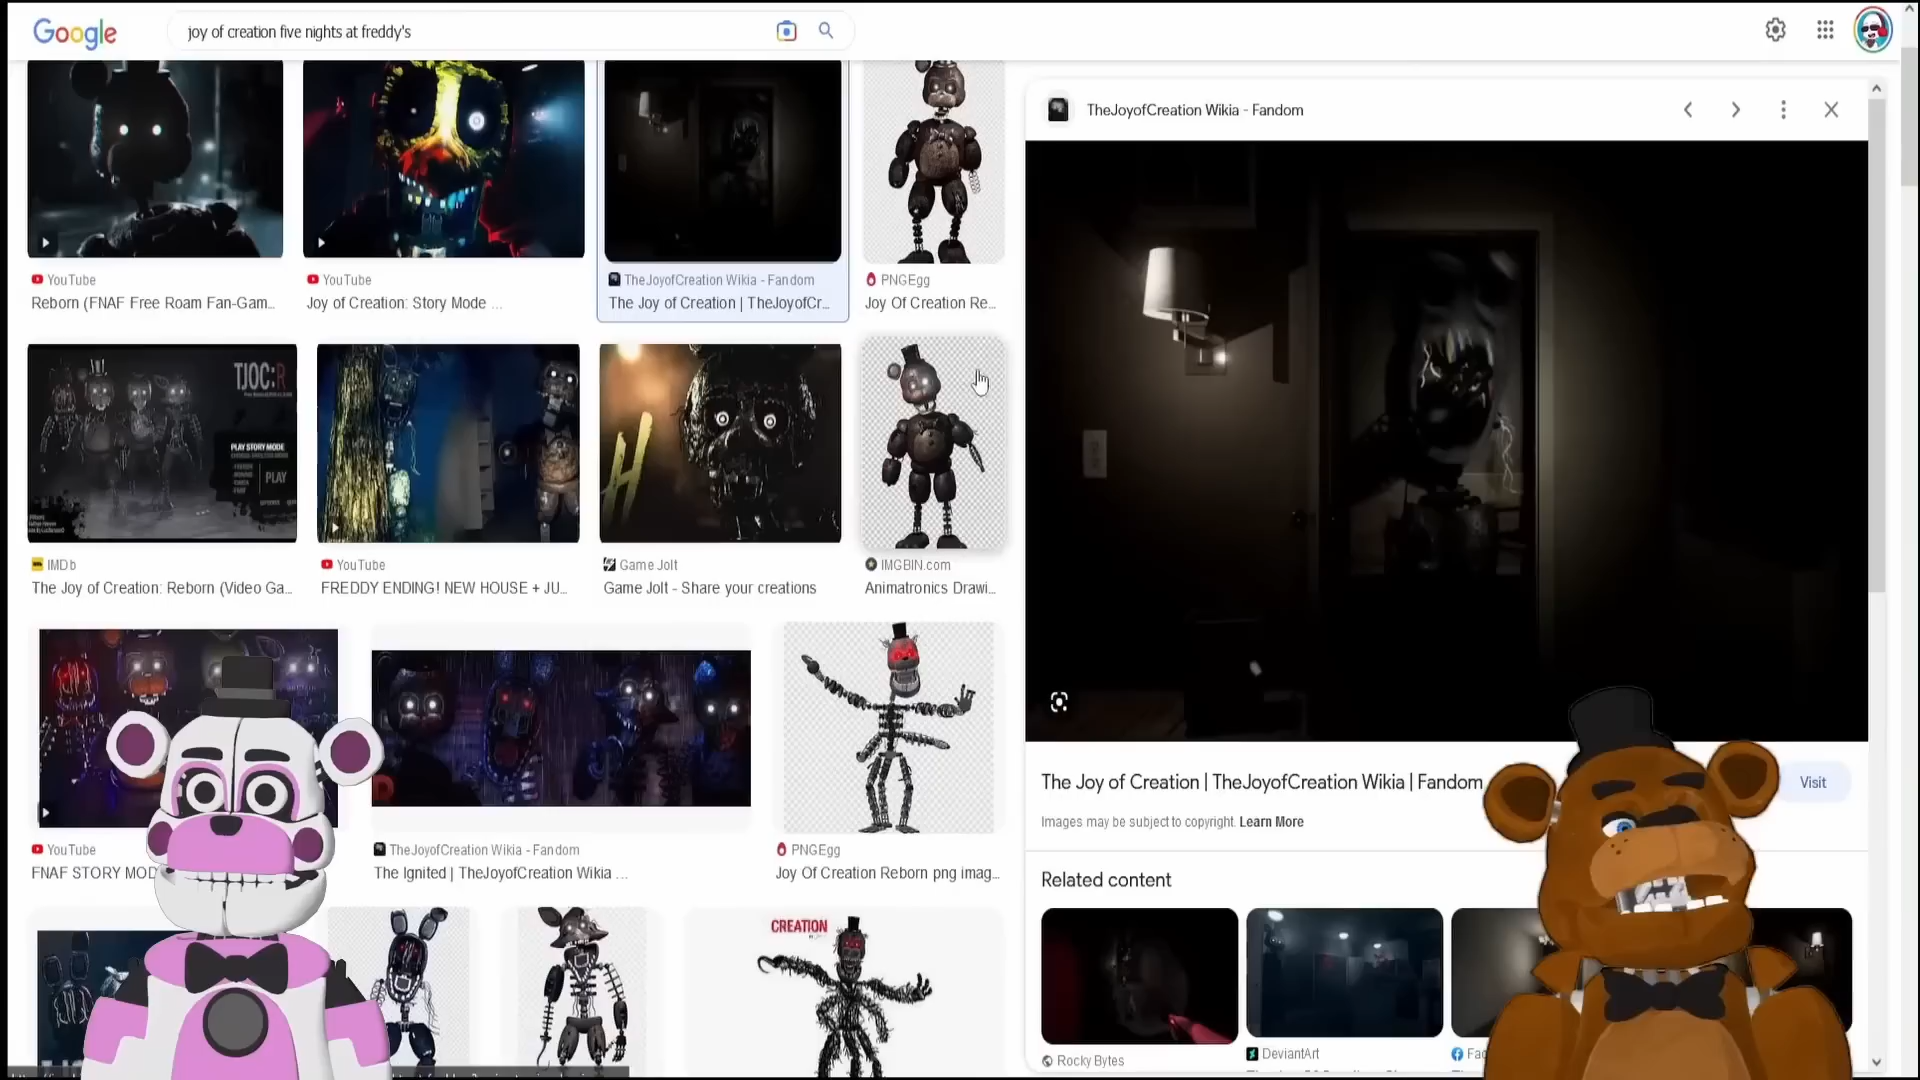 Google
joy of creation five nights at freddy's
TheJoyofCreation Wikia - Fandom
YouTube
Reborn (FNAF Free Roam Fan-Gam...
YouTube
Joy of Creation: Story Mode ...
TheJoyofCreation Wikia - Fandom
The Joy of Creation | TheJoyofCr...
PNGEgg
Joy Of Creation Re...
TJOC:R
PLAY STORY MODE
PLAY
IMDb
The Joy of Creation: Reborn (Video Ga...
YouTube
FREDDY ENDING! NEW HOUSE + JU...
Game Jolt
Game Jolt - Share your creations
IMGBIN.com
Animatronics Drawi...
YouTube
FNAF STORY MOD
TheJoyofCreation Wikia - Fandom
The Ignited | TheJoyofCreation Wikia ...
PNGEgg
Joy Of Creation Reborn png imag...
CREATION
The Joy of Creation | TheJoyofCreation Wikia | Fandom
Visit
Images may be subject to copyright. Learn More
Related content
Rocky Bytes
DeviantArt